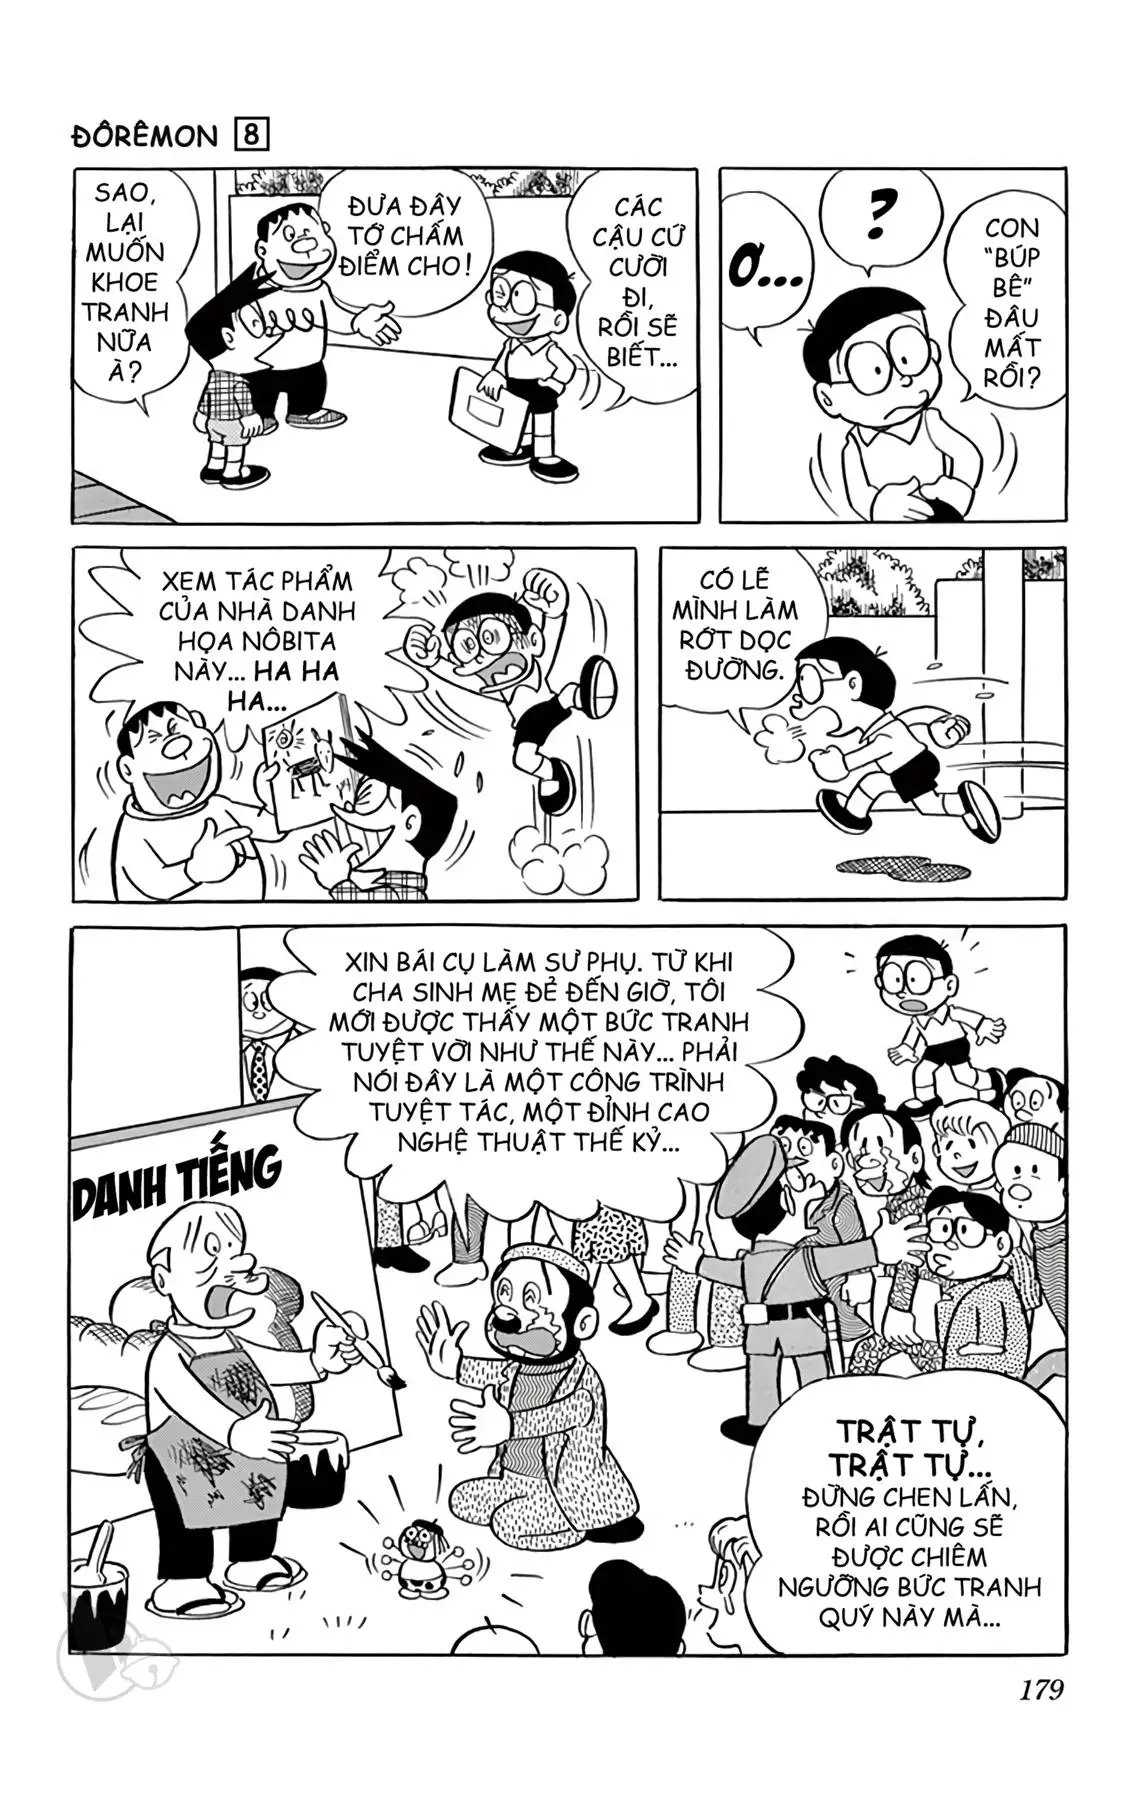 ĐÔRÊMON 8
SAO,
LẠI
MUỐN
KHOE
TRANH
NỮA
À?
ĐƯA ĐÂY
TỚ CHẤM
ĐIỂM CHO!
CÁC
CẬU CỨ
CƯỜI
ĐI,
RỒI SẼ
BIẾT...
Ơ...
?
CON
“BÚP
BÊ”
ĐÂU
MẤT
RỒI?
XEM TÁC PHẨM
CỦA NHÀ DANH
HỌA NÔBITA
NÀY... HA HA
HA...
CÓ LẼ
MÌNH LÀM
RỚT DỌC
ĐƯỜNG.
XIN BÁI CỤ LÀM SƯ PHỤ. TỪ KHI
CHA SINH MẸ ĐẺ ĐẾN GIỜ, TÔI
MỚI ĐƯỢC THẤY MỘT BỨC TRANH
TUYỆT VỜI NHƯ THẾ NÀY... PHẢI
NÓI ĐÂY LÀ MỘT CÔNG TRÌNH
TUYỆT TÁC, MỘT ĐỈNH CAO
NGHỆ THUẬT THẾ KỶ...
DANH TIẾNG
TRẬT TỰ,
TRẬT TỰ...
ĐỪNG CHEN LẤN,
RỒI AI CŨNG SẼ
ĐƯỢC CHIÊM
NGƯỠNG BỨC TRANH
QUÝ NÀY MÀ...
179